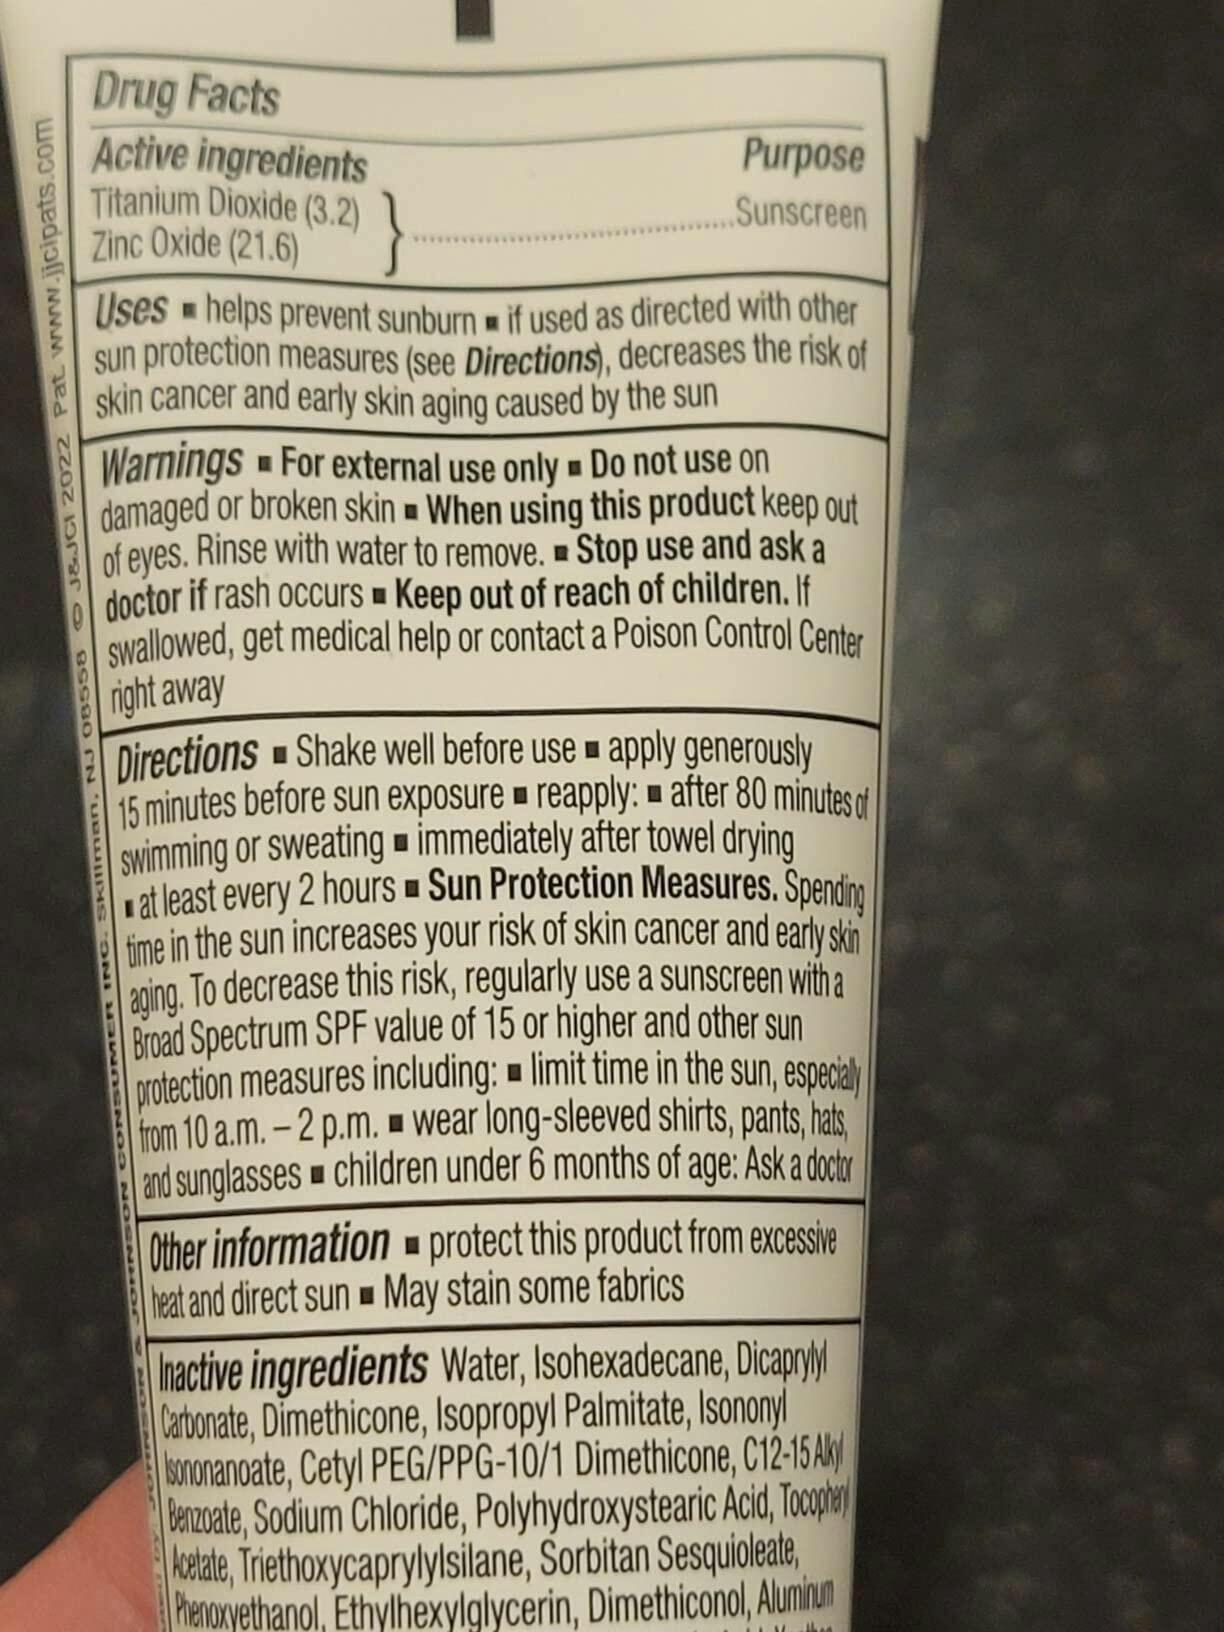 Drug Facts
Active ingredients Purpose
Titanium Dioxide (3.2)
Zinc Oxide (21.6) } ........................................Sunscreen
Uses ▪ helps prevent sunburn ▪ if used as directed with other
sun protection measures (see Directions), decreases the risk of
skin cancer and early skin aging caused by the sun
Warnings ▪ For external use only ▪ Do not use on
damaged or broken skin ▪ When using this product keep out
of eyes. Rinse with water to remove. ▪ Stop use and ask a
doctor if rash occurs ▪ Keep out of reach of children. If
swallowed, get medical help or contact a Poison Control Center
right away
Directions ▪ Shake well before use ▪ apply generously
15 minutes before sun exposure ▪ reapply: ▪ after 80 minutes of
swimming or sweating ▪ immediately after towel drying
▪ at least every 2 hours ▪ Sun Protection Measures. Spending
time in the sun increases your risk of skin cancer and early skin
aging. To decrease this risk, regularly use a sunscreen with a
Broad Spectrum SPF value of 15 or higher and other sun
protection measures including: ▪ limit time in the sun, especially
from 10 a.m. – 2 p.m. ▪ wear long-sleeved shirts, pants, hats,
and sunglasses ▪ children under 6 months of age: Ask a doctor
Other information ▪ protect this product from excessive
heat and direct sun ▪ May stain some fabrics
Inactive ingredients Water, Isohexadecane, Dicaprylyl
Carbonate, Dimethicone, Isopropyl Palmitate, Isononyl
Isononanoate, Cetyl PEG/PPG-10/1 Dimethicone, C12-15 Alkyl
Benzoate, Sodium Chloride, Polyhydroxystearic Acid, Tocopheryl
Acetate, Triethoxycaprylylsilane, Sorbitan Sesquioleate,
Phenoxyethanol, Ethylhexylglycerin, Dimethiconol, Aluminum
JOHNSON & JOHNSON CONSUMER INC. Skillman, NJ 08558 © J&JCI 2022 Pat. www.jjcipats.com